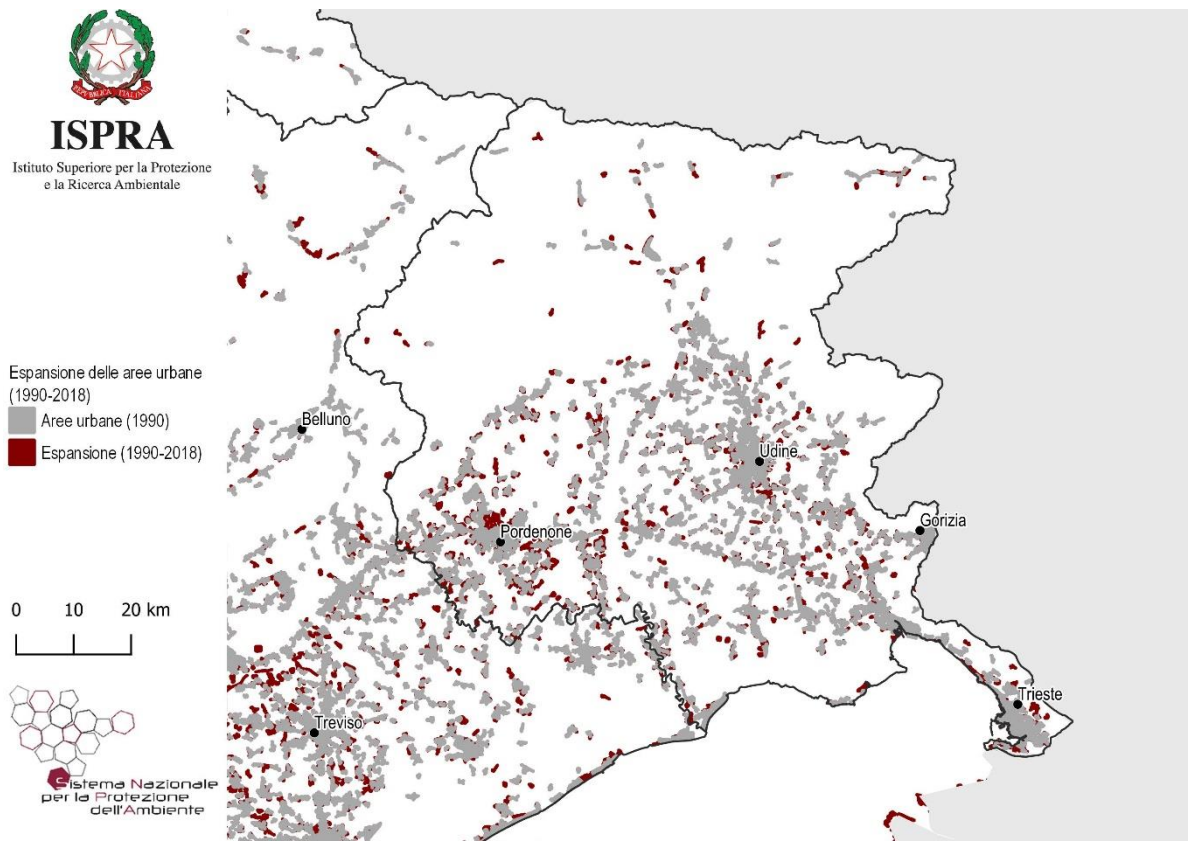 REPVBBLICA ITALIANA
ISPRA
Istituto Superiore per la Protezione
e la Ricerca Ambientale
Espansione delle aree urbane
(1990-2018)
Aree urbane (1990)
Espansione (1990-2018)
0 10 20 km
Sistema Nazionale
per la Protezione
dell'Ambiente
Belluno
Udine
Pordenone
Gorizia
Treviso
Trieste